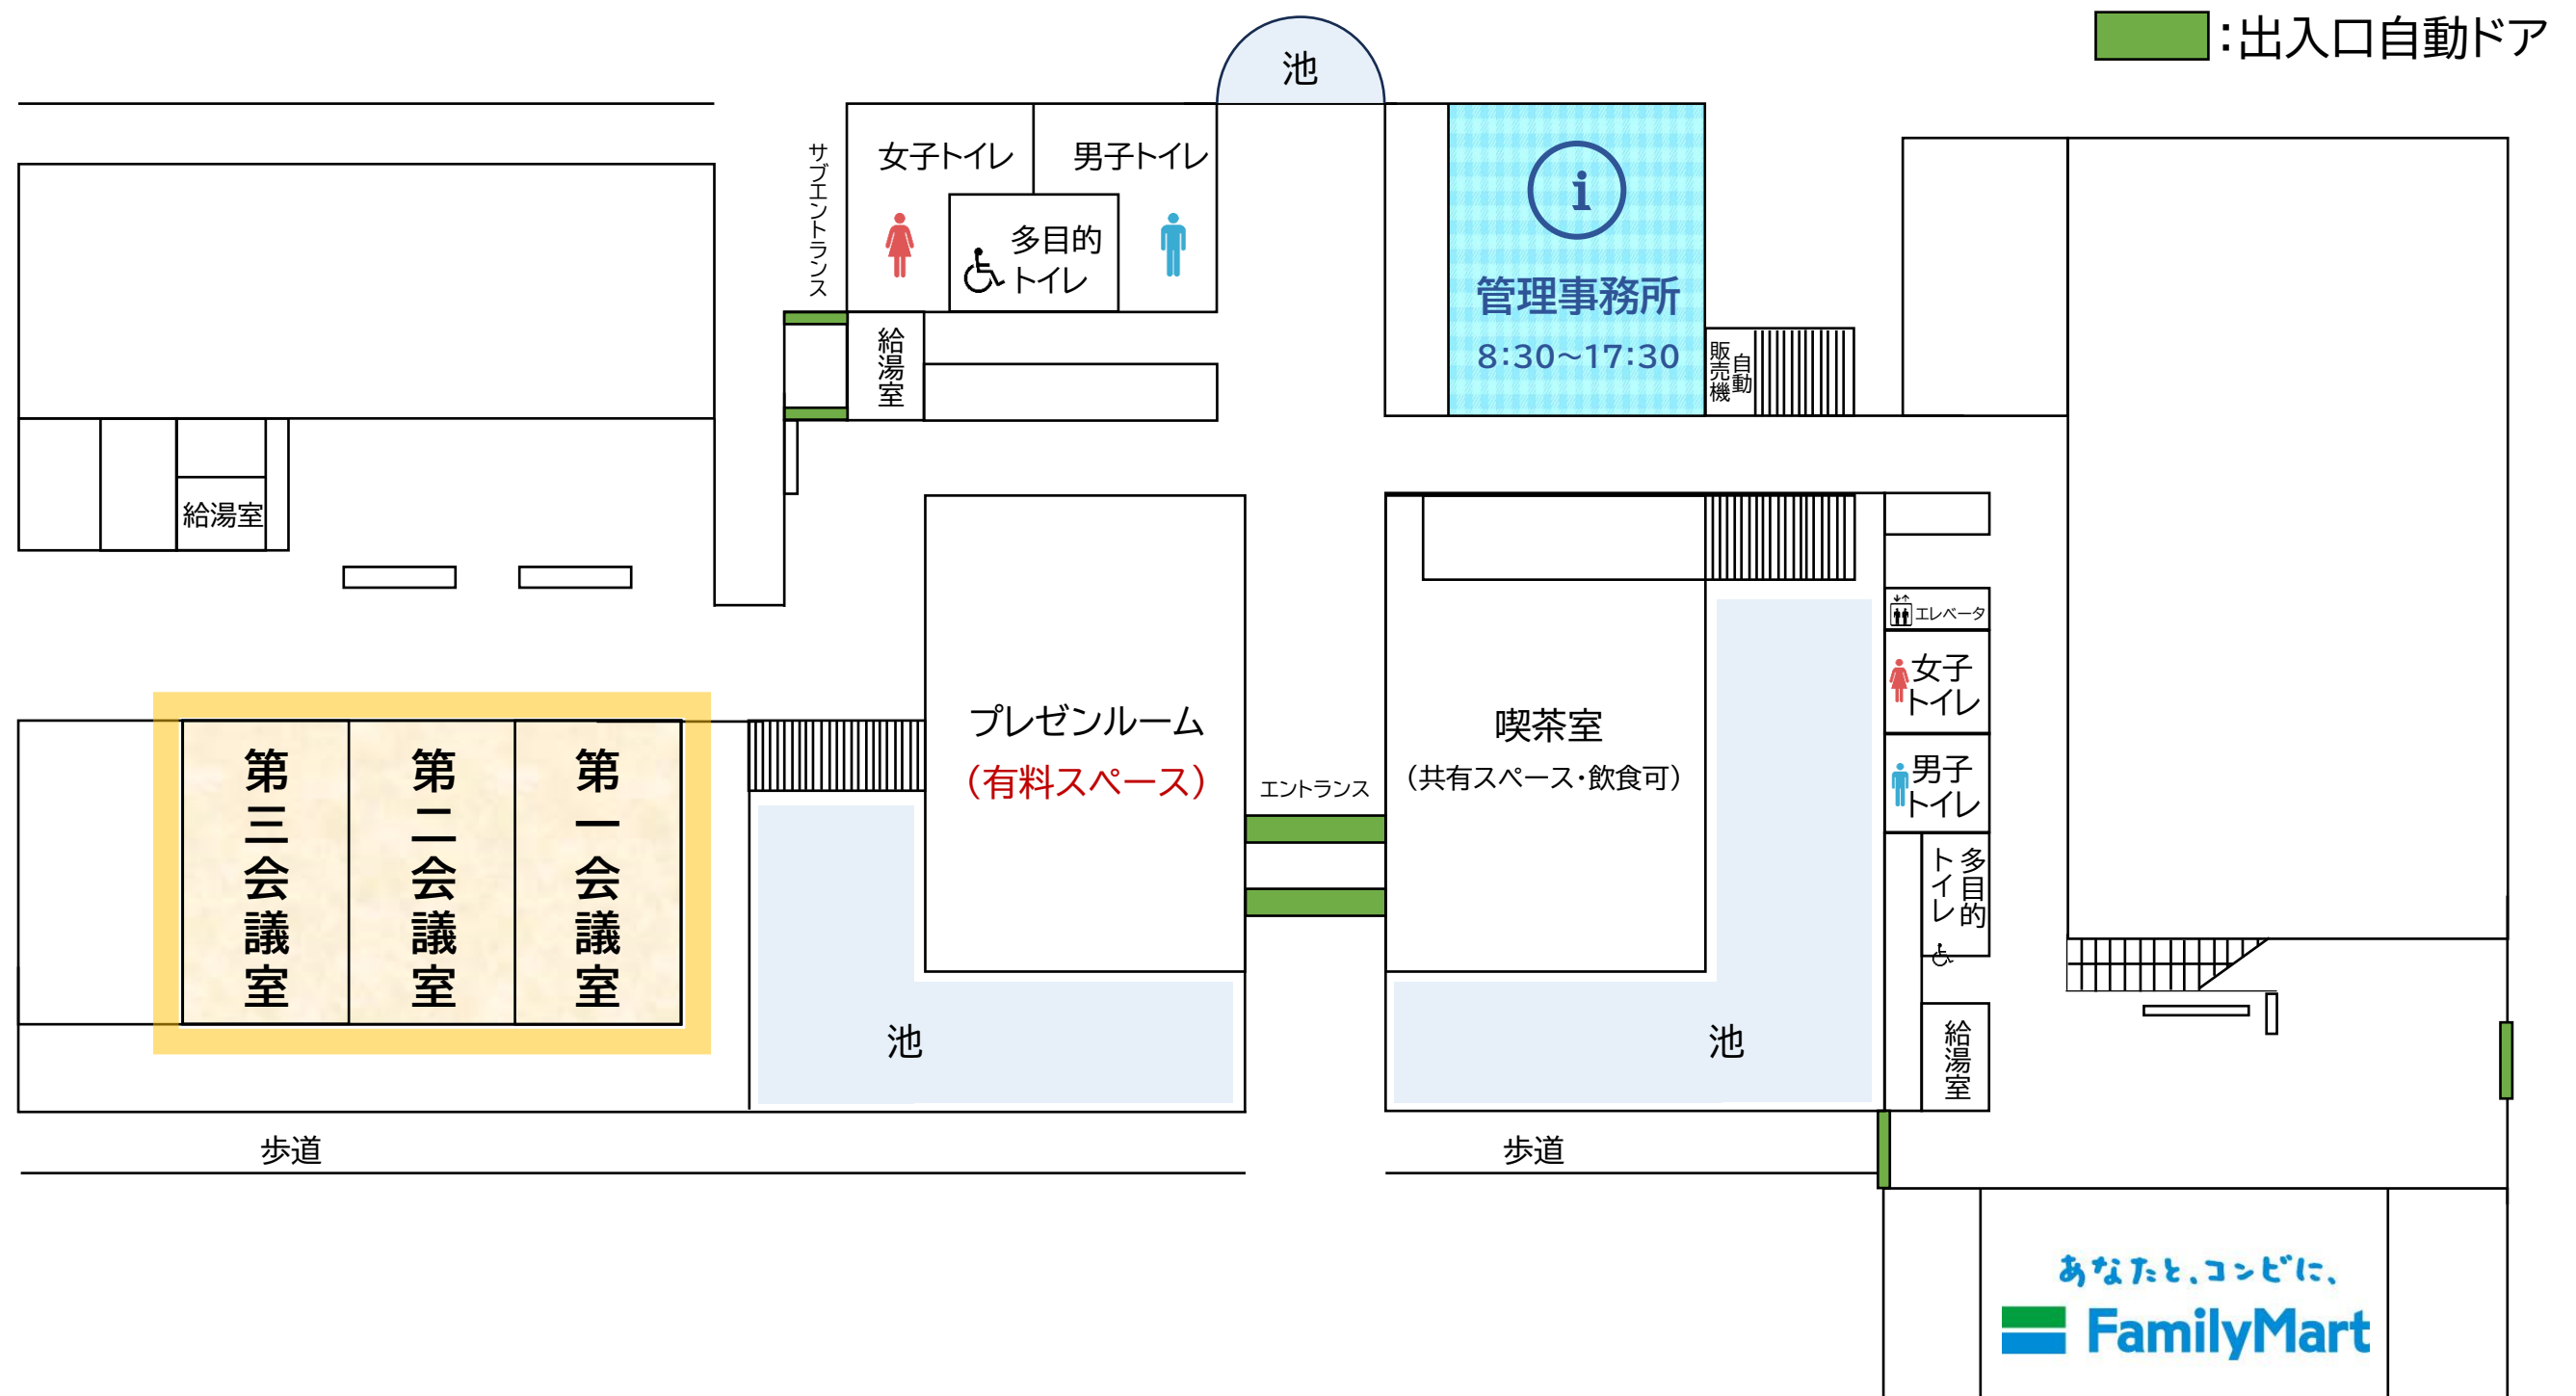 ：出入口自動ドア
池
サブエントランス
女子トイレ
男子トイレ
多目的
トイレ
i
管理事務所
8：30～17：30
給湯室
自動
販売機
給湯室
エレベータ
女子
トイレ
男子
トイレ
多目的
トイレ
給湯室
プレゼンルーム
（有料スペース）
エントランス
喫茶室
（共有スペース・飲食可）
第三会議室
第二会議室
第一会議室
池
池
歩道
歩道
あなたと、コンビに、
FamilyMart